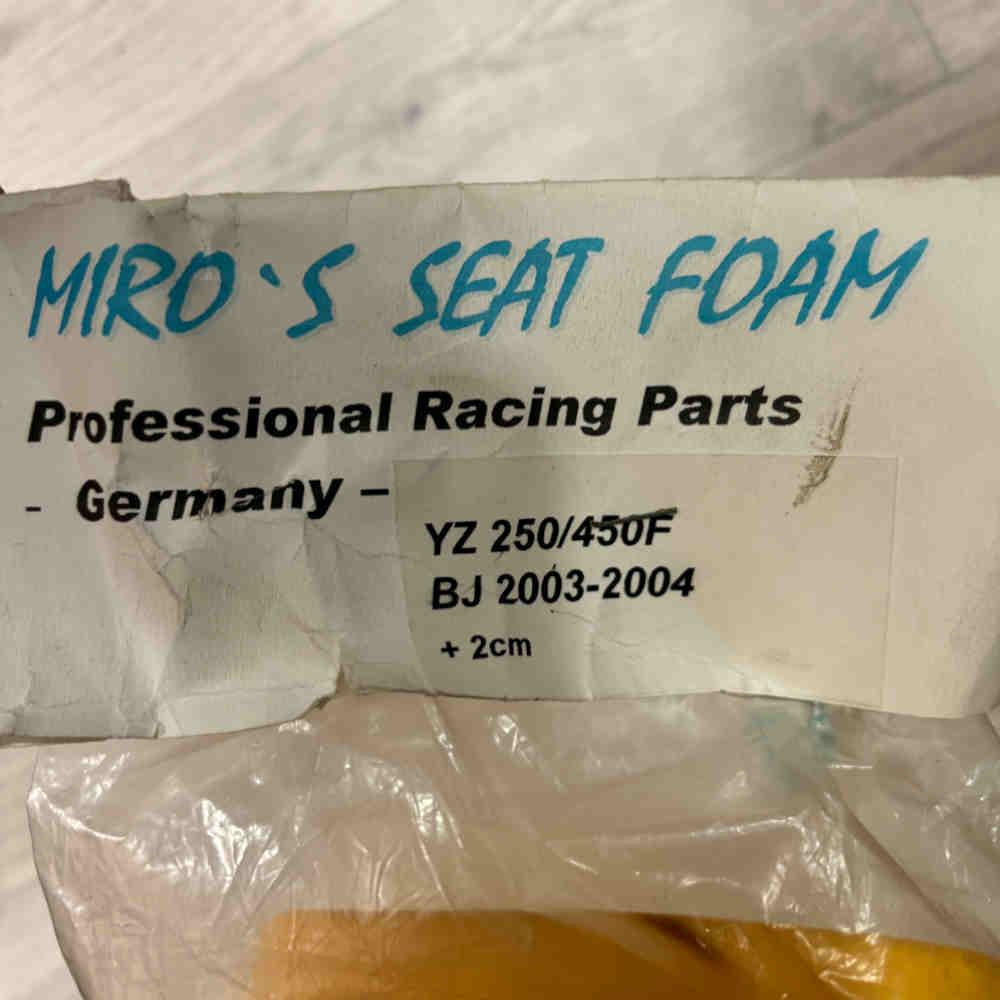 MIRO`S SEAT FOAM
Professional Racing Parts
- Germany –
YZ 250/450F
BJ 2003-2004
+ 2cm